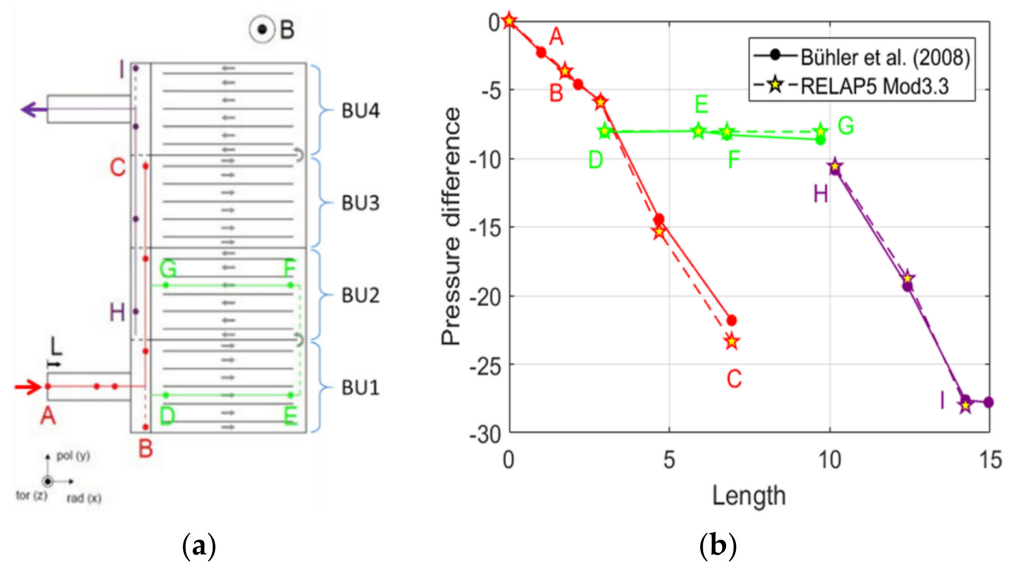 B
I
BU4
C
BU3
G
F
BU2
H
L
BU1
A
D
E
B
pol (y)
tor (z)
rad (x)
(a)
0
-5
-10
-15
-20
-25
-30
Pressure difference
A
B
Bühler et al. (2008)
RELAP5 Mod3.3
E
G
D
F
H
C
I
0
5
10
15
Length
(b)